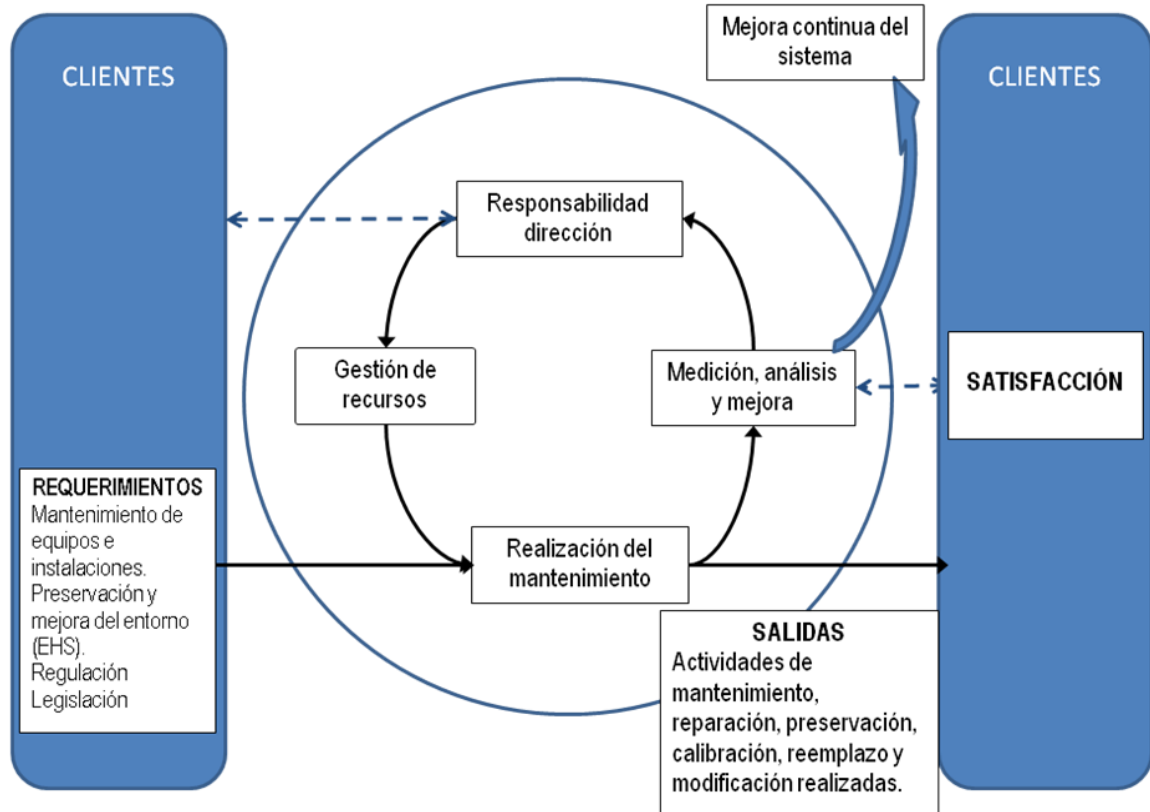 Mejora continua del
sistema
CLIENTES
CLIENTES
Responsabilidad
dirección
Gestión de
recursos
Medición, análisis
y mejora
SATISFACCIÓN
REQUERIMIENTOS
Mantenimiento de
equipos e
instalaciones.
Preservación y
mejora del entorno
(EHS).
Regulación
Legislación
Realización del
mantenimiento
SALIDAS
Actividades de
mantenimiento,
reparación, preservación,
calibración, reemplazo y
modificación realizadas.